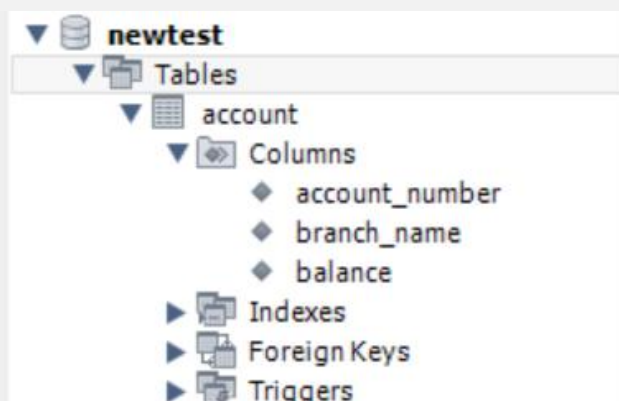 newtest
Tables
account
Columns
account_number
branch_name
balance
Indexes
Foreign Keys
Triggers